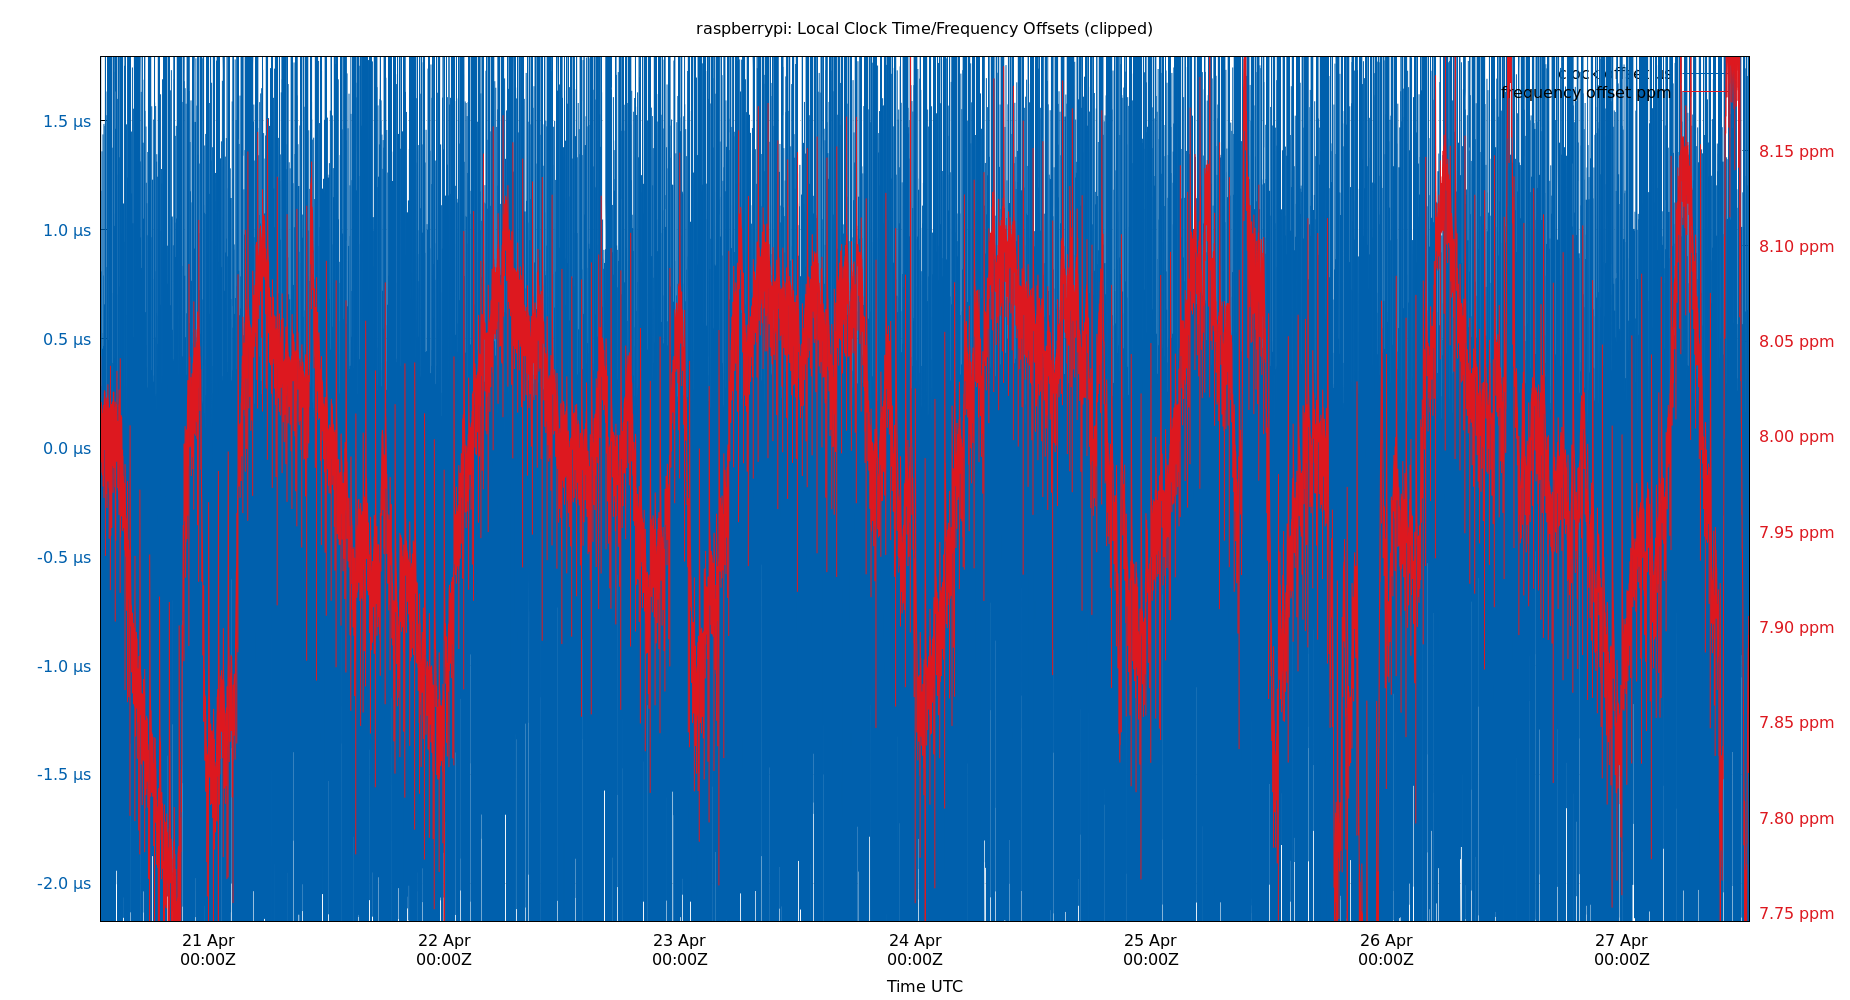 raspberrypi: Local Clock Time/Frequency Offsets (clipped)
clock offset µs
frequency offset ppm
1.5 µs
1.0 µs
0.5 µs
0.0 µs
-0.5 µs
-1.0 µs
-1.5 µs
-2.0 µs
8.15 ppm
8.10 ppm
8.05 ppm
8.00 ppm
7.95 ppm
7.90 ppm
7.85 ppm
7.80 ppm
7.75 ppm
21 Apr
00:00Z
22 Apr
00:00Z
23 Apr
00:00Z
24 Apr
00:00Z
25 Apr
00:00Z
26 Apr
00:00Z
27 Apr
00:00Z
Time UTC